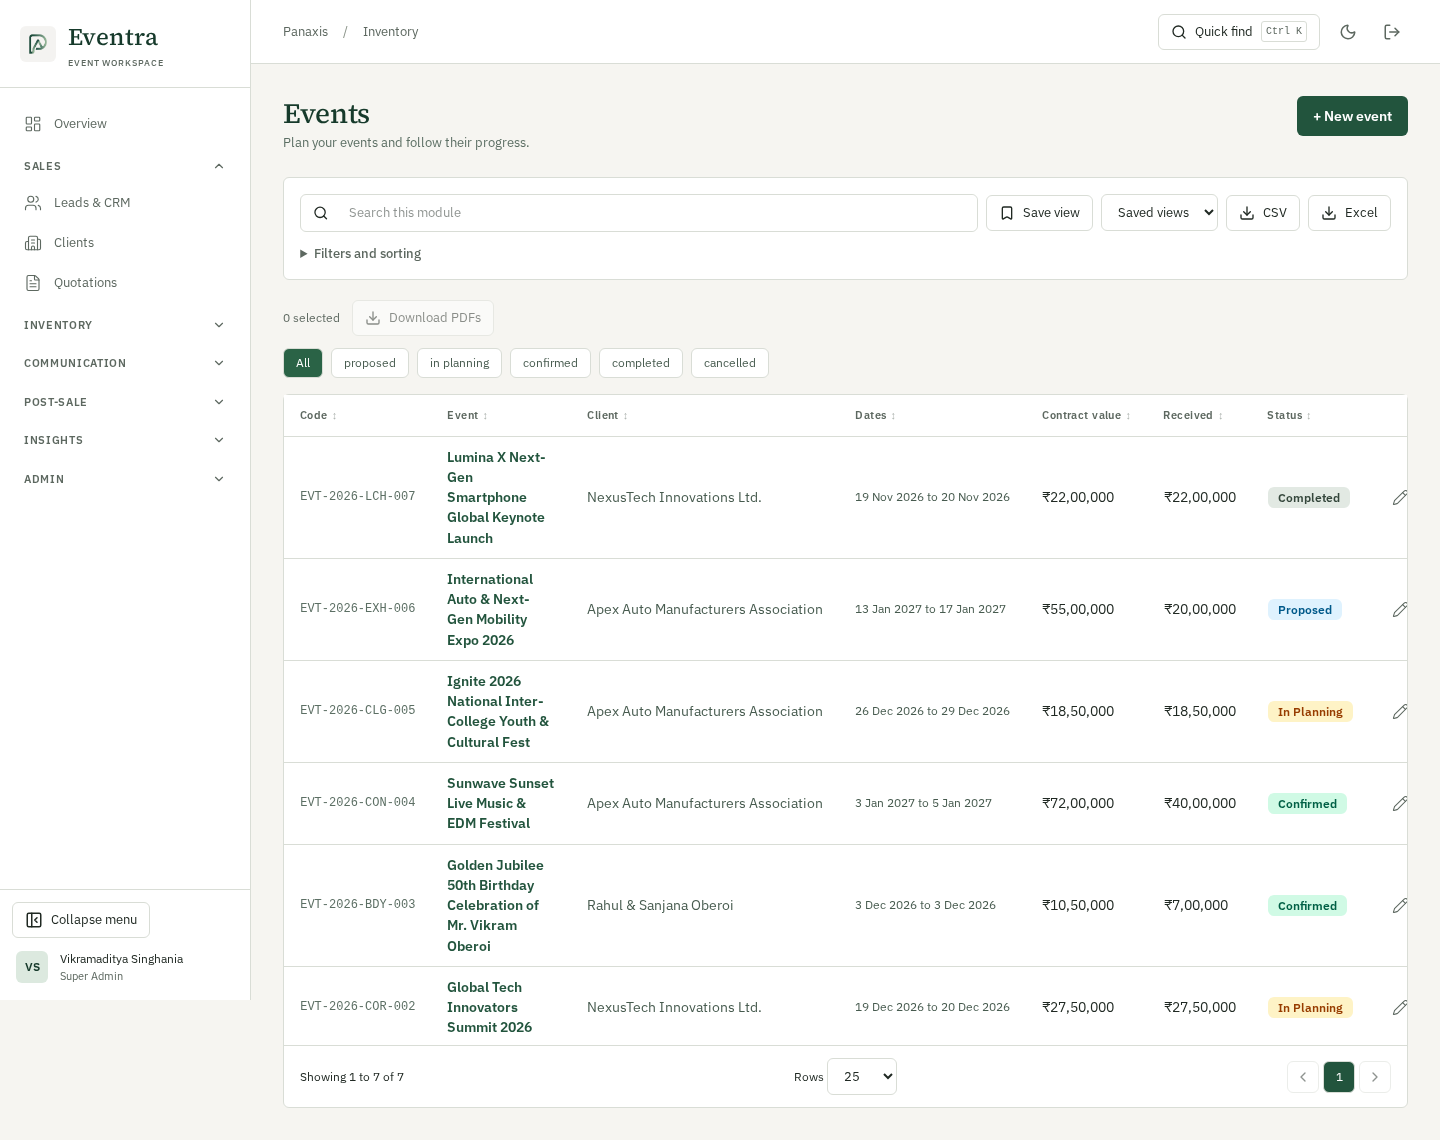 Eventra
EVENT WORKSPACE
Overview
SALES
Leads & CRM
Clients
Quotations
INVENTORY
COMMUNICATION
POST-SALE
INSIGHTS
ADMIN
Collapse menu
VS
Vikramaditya Singhania
Super Admin
Panaxis / Inventory
Quick find Ctrl K
Events
Plan your events and follow their progress.
+ New event
Search this module
Save view
Saved views
CSV
Excel
Filters and sorting
0 selected
Download PDFs
All
proposed
in planning
confirmed
completed
cancelled
Code ↕ Event ↕ Client ↕ Dates ↕ Contract value ↕ Received ↕ Status ↕
EVT-2026-LCH-007
Lumina X Next-
Gen
Smartphone
Global Keynote
Launch
NexusTech Innovations Ltd.
19 Nov 2026 to 20 Nov 2026
₹22,00,000
₹22,00,000
Completed
EVT-2026-EXH-006
International
Auto & Next-
Gen Mobility
Expo 2026
Apex Auto Manufacturers Association
13 Jan 2027 to 17 Jan 2027
₹55,00,000
₹20,00,000
Proposed
EVT-2026-CLG-005
Ignite 2026
National Inter-
College Youth &
Cultural Fest
Apex Auto Manufacturers Association
26 Dec 2026 to 29 Dec 2026
₹18,50,000
₹18,50,000
In Planning
EVT-2026-CON-004
Sunwave Sunset
Live Music &
EDM Festival
Apex Auto Manufacturers Association
3 Jan 2027 to 5 Jan 2027
₹72,00,000
₹40,00,000
Confirmed
EVT-2026-BDY-003
Golden Jubilee
50th Birthday
Celebration of
Mr. Vikram
Oberoi
Rahul & Sanjana Oberoi
3 Dec 2026 to 3 Dec 2026
₹10,50,000
₹7,00,000
Confirmed
EVT-2026-COR-002
Global Tech
Innovators
Summit 2026
NexusTech Innovations Ltd.
19 Dec 2026 to 20 Dec 2026
₹27,50,000
₹27,50,000
In Planning
Showing 1 to 7 of 7
Rows 25
1